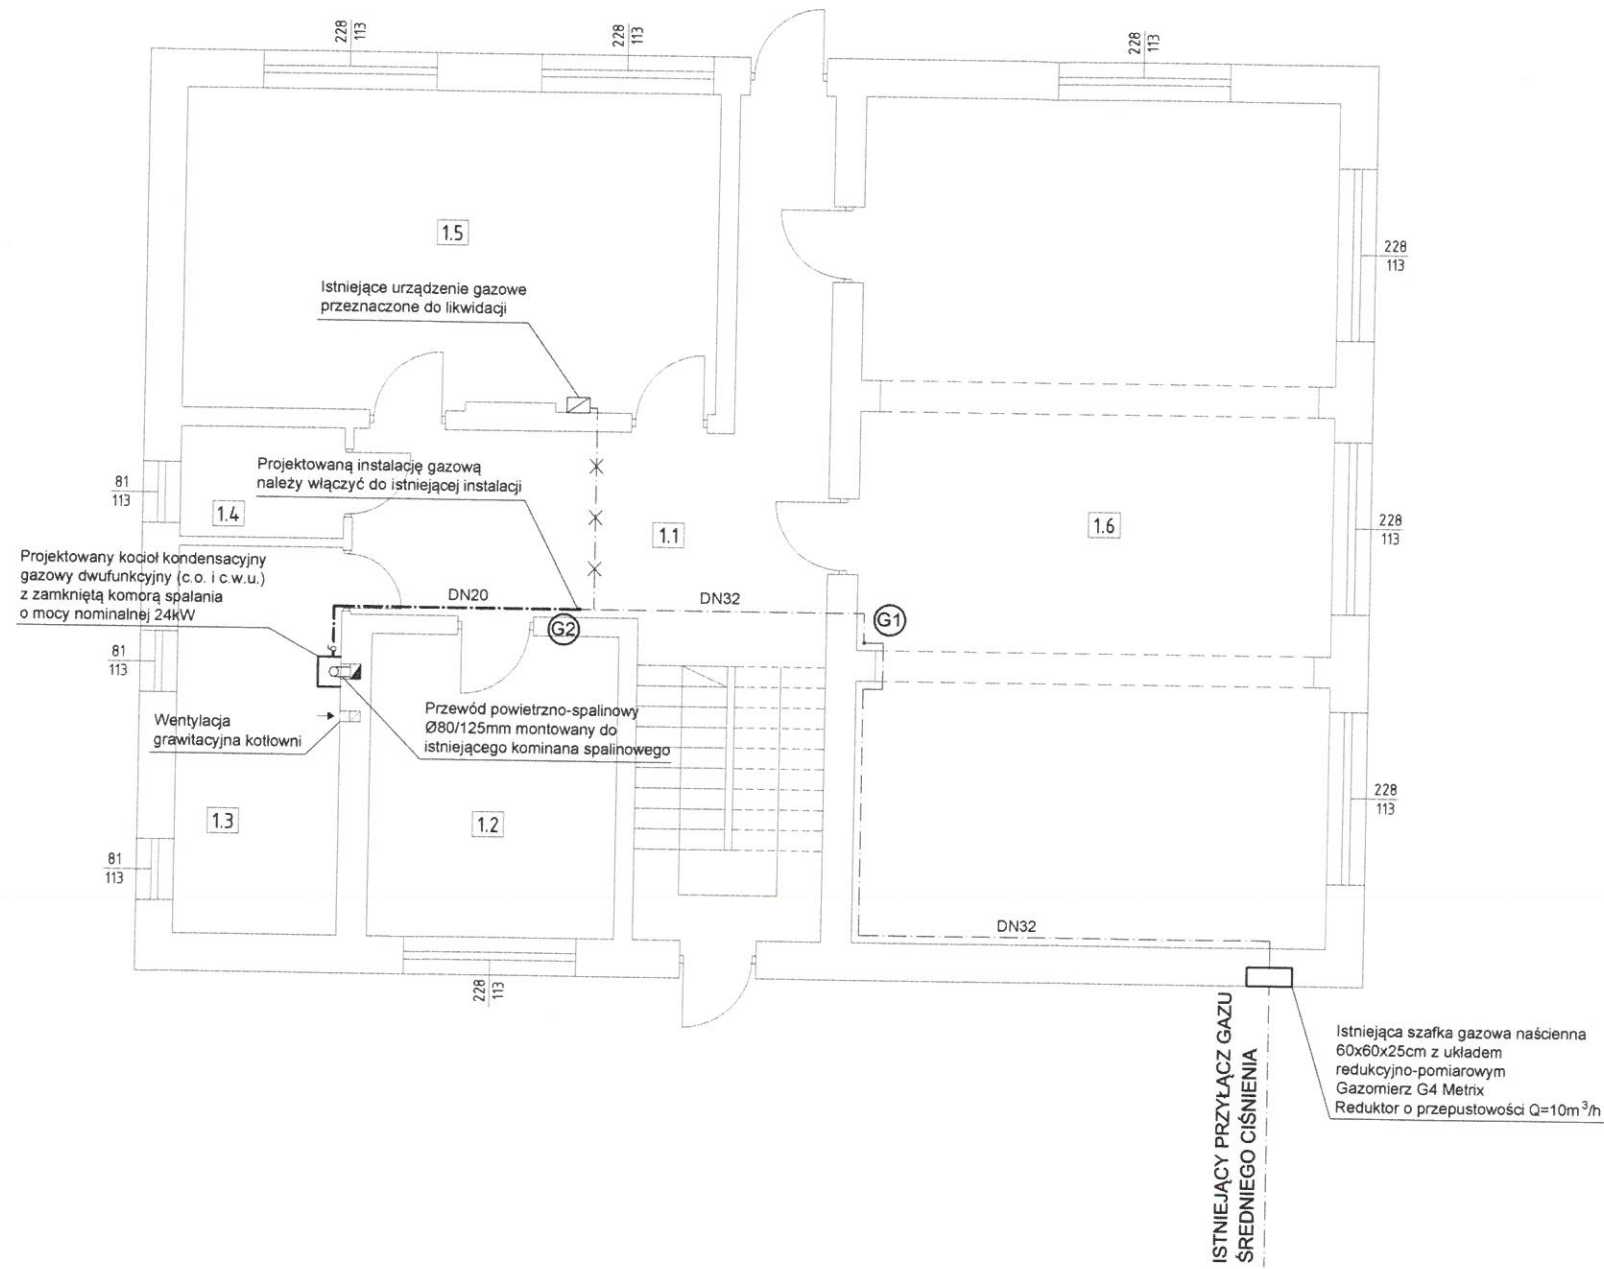 228
113
228
113
228
113
1.5
228
113
Istniejące urządzenie gazowe
przeznaczone do likwidacji
Projektowaną instalację gazową
należy włączyć do istniejącej instalacji
81
113
1.4
1.1
1.6
228
113
Projektowany kocioł kondensacyjny
gazowy dwufunkcyjny (c.o. i c.w.u.)
z zamkniętą komorą spalania
o mocy nominalnej 24kW
DN20
DN32
G2
G1
81
113
Wentylacja
grawitacyjna kotłowni
Przewód powietrzno-spalinowy
Ø80/125mm montowany do
istniejącego kominana spalinowego
1.3
1.2
228
113
81
113
DN32
228
113
ISTNIEJĄCY PRZYŁĄCZ GAZU
ŚREDNIEGO CIŚNIENIA
Istniejąca szafka gazowa naścienna
60x60x25cm z układem
redukcyjno-pomiarowym
Gazomierz G4 Metrix
Reduktor o przepustowości Q=10m³/h